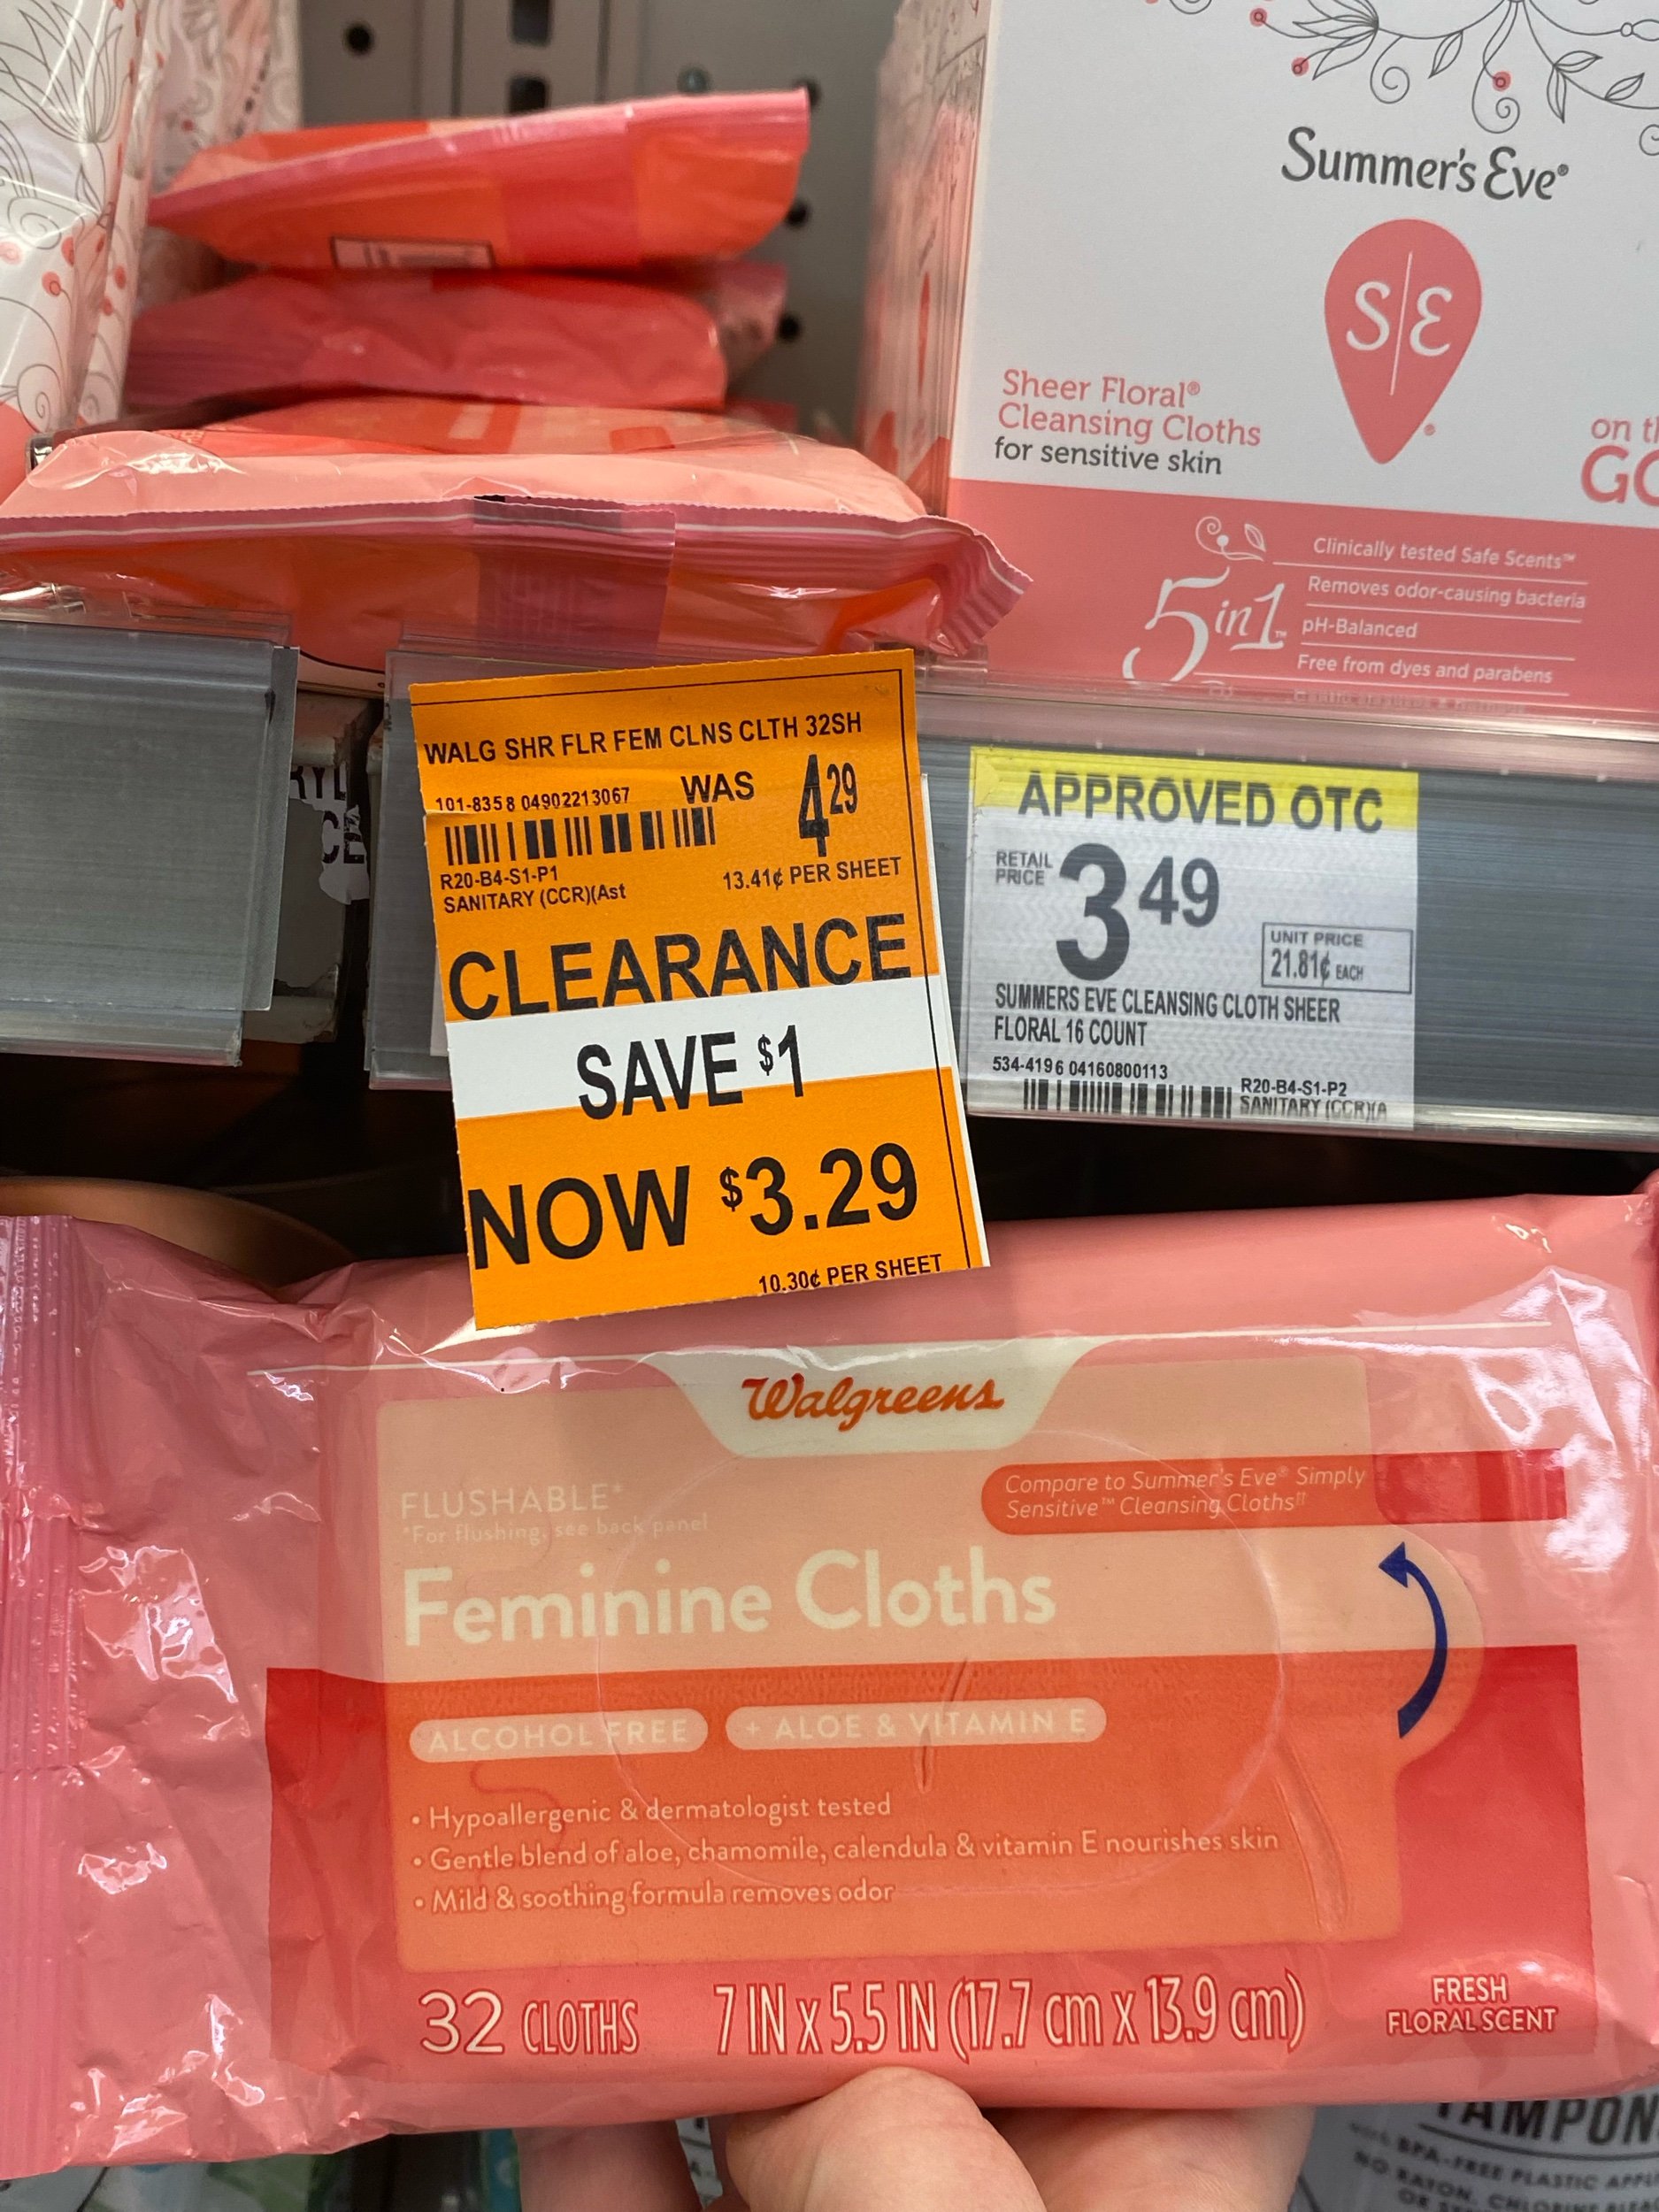 Summer's Eve®
S|E
Sheer Floral®
Cleansing Cloths
for sensitive skin
on
5in1™
Clinically tested Safe Scents™
Removes odor-causing bacteria
pH-Balanced
Free from dyes and parabens
WALG SHR FLR FEM CLNS CLTH 32SH
101-8358 04902213067
WAS 4 29
R20-B4-S1-P1
SANITARY (CCR)(Ast
13.41¢ PER SHEET
CLEARANCE
SAVE $1
NOW $3.29
10.30¢ PER SHEET
APPROVED OTC
RETAIL
PRICE
3 49
UNIT PRICE
21.81¢ EACH
SUMMERS EVE CLEANSING CLOTH SHEER
FLORAL 16 COUNT
534-4196 04160800113
R20-B4-S1-P2
SANITARY (CCR)(A
Walgreens
Compare to Summer's Eve® Simply
Sensitive™ Cleansing Cloths††
FLUSHABLE*
*For flushing, see back panel
Feminine Cloths
ALCOHOL FREE
+ ALOE & VITAMIN E
• Hypoallergenic & dermatologist tested
• Gentle blend of aloe, chamomile, calendula & vitamin E nourishes skin
• Mild & soothing formula removes odor
32 CLOTHS
7 IN x 5.5 IN (17.7 cm x 13.9 cm)
FRESH
FLORAL SCENT
TAMPON
BPA-FREE PLASTIC
NO RAYON,